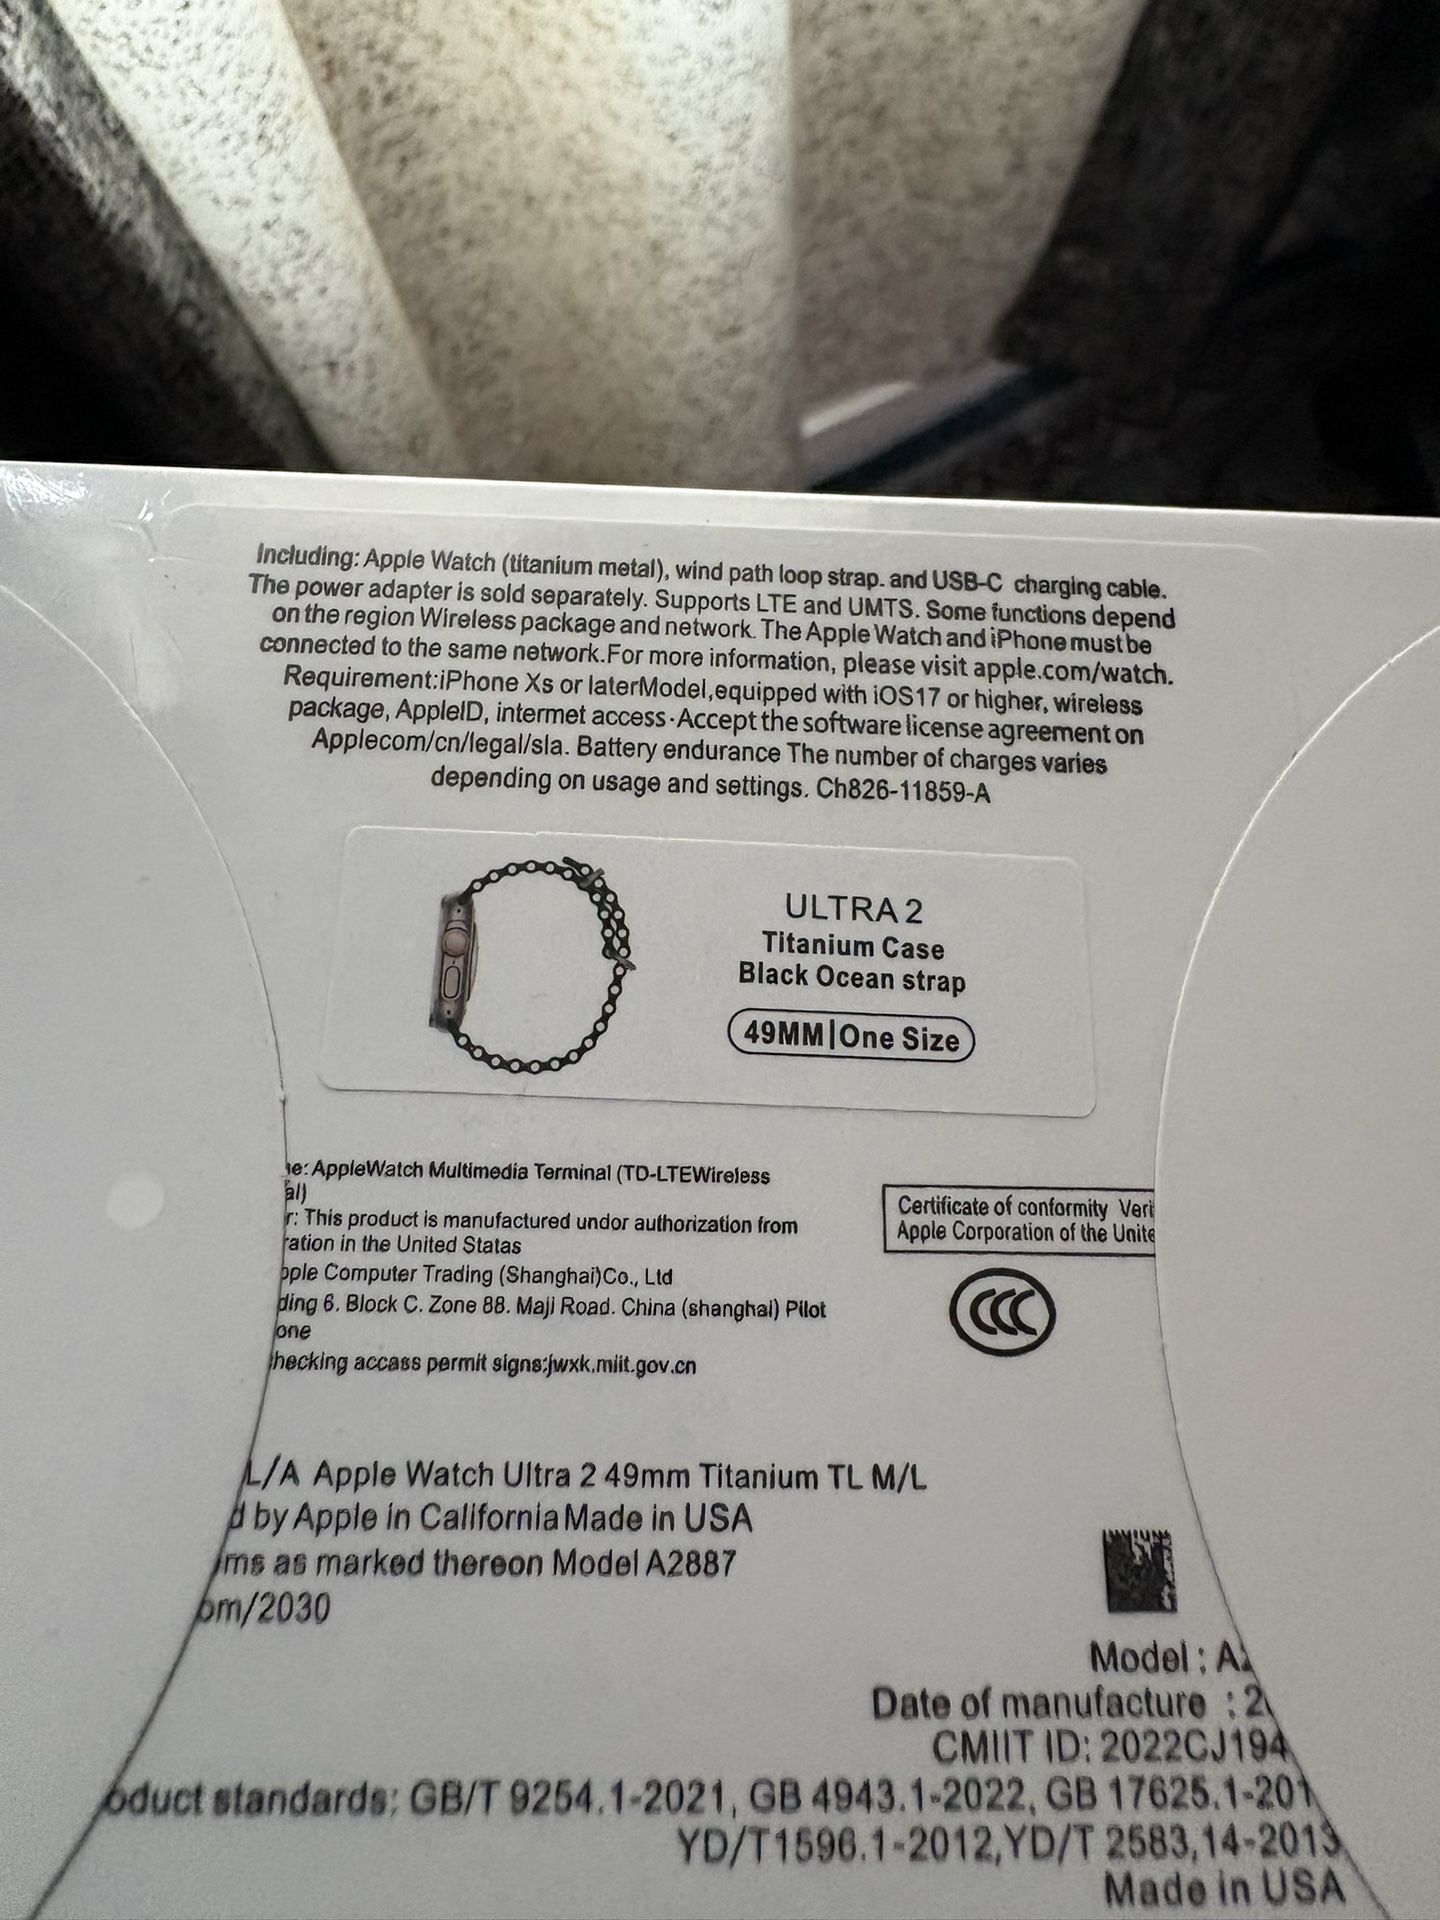 Including: Apple Watch (titanium metal), wind path loop strap. and USB-C charging cable.
The power adapter is sold separately. Supports LTE and UMTS. Some functions depend
on the region Wireless package and network. The Apple Watch and iPhone must be
connected to the same network.For more information, please visit apple.com/watch.
Requirement:iPhone Xs or laterModel,equipped with iOS17 or higher, wireless
package, AppleID, internet access·Accept the software license agreement on
Applecom/cn/legal/sla. Battery endurance The number of charges varies
depending on usage and settings. Ch826-11859-A
ULTRA 2
Titanium Case
Black Ocean strap
49MM|One Size
ne: AppleWatch Multimedia Terminal (TD-LTEWireless
al)
r: This product is manufactured undor authorization from
ration in the United Statas
pple Computer Trading (Shanghai)Co., Ltd
ding 6. Block C. Zone 88. Maji Road. China (shanghai) Pilot
one
hecking accass permit signs:jwxk.miit.gov.cn
Certificate of conformity Veri
Apple Corporation of the Unite
CCC
L/A Apple Watch Ultra 2 49mm Titanium TL M/L
d by Apple in California Made in USA
ms as marked thereon Model A2887
om/2030
Model : A2
Date of manufacture : 2
CMIIT ID: 2022CJ194
oduct standards: GB/T 9254.1-2021, GB 4943.1-2022, GB 17625.1-201
YD/T1596.1-2012,YD/T 2583,14-2013
Made in USA